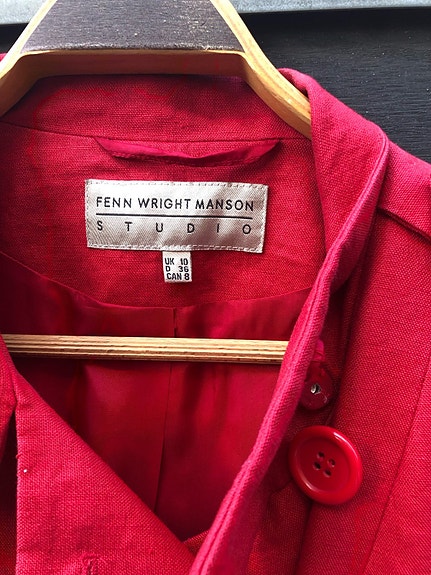 FENN WRIGHT MANSON
STUDIO
UK 10
D 36
CAN 8